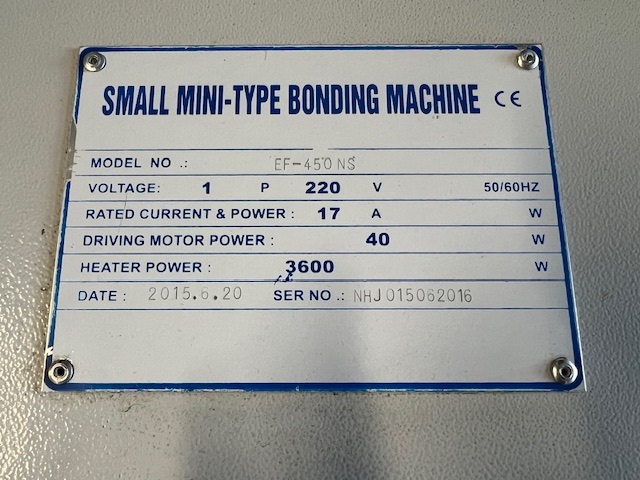 SMALL MINI-TYPE BONDING MACHINE CE
MODEL NO .: EF-450NS
VOLTAGE: 1 P 220 V 50/60HZ
RATED CURRENT & POWER : 17 A W
DRIVING MOTOR POWER : 40 W
HEATER POWER : 3600 W
DATE : 2015.6.20 SER NO .: NHJ015062016